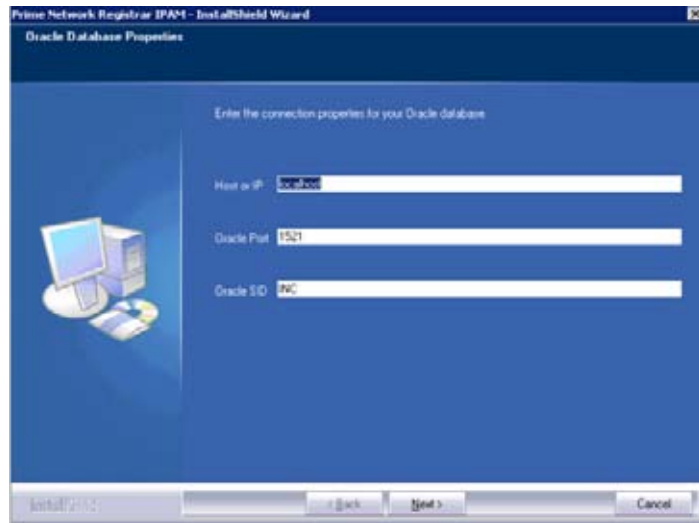 Prime Network Registrar IPAM - InstallShield Wizard
Oracle Database Properties
Enter the connection properties for your Oracle database
Host or IP localhost
Oracle Port 1521
Oracle SID INC
InstallShield
< Back Next > Cancel